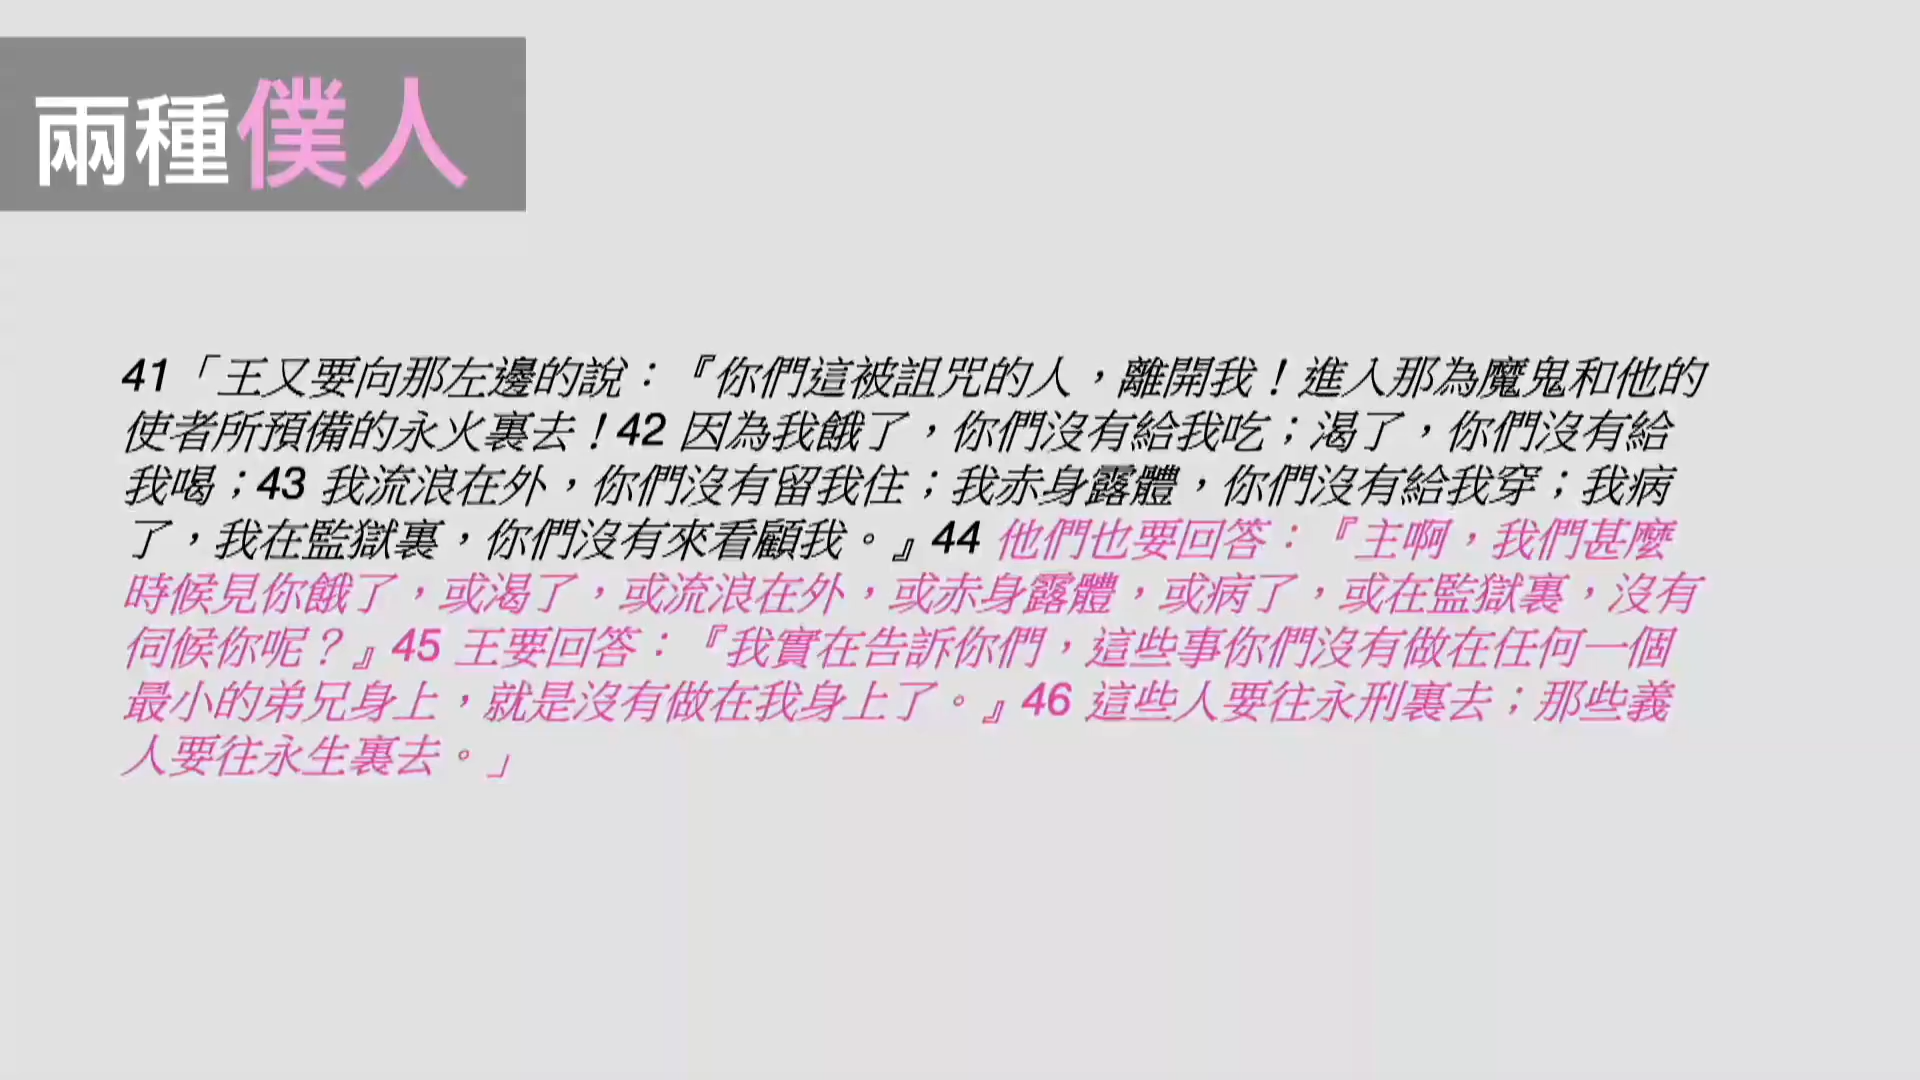 兩種僕人
41「王又要向那左邊的說：『你們這被詛咒的人，離開我！進入那為魔鬼和他的
使者所預備的永火裏去！42 因為我餓了，你們沒有給我吃；渴了，你們沒有給
我喝；43 我流浪在外，你們沒有留我住；我赤身露體，你們沒有給我穿；我病
了，我在監獄裏，你們沒有來看顧我。』44 他們也要回答：『主啊，我們甚麼
時候見你餓了，或渴了，或流浪在外，或赤身露體，或病了，或在監獄裏，沒有
伺候你呢？』45 王要回答：『我實在告訴你們，這些事你們沒有做在任何一個
最小的弟兄身上，就是沒有做在我身上了。』46 這些人要往永刑裏去；那些義
人要往永生裏去。」